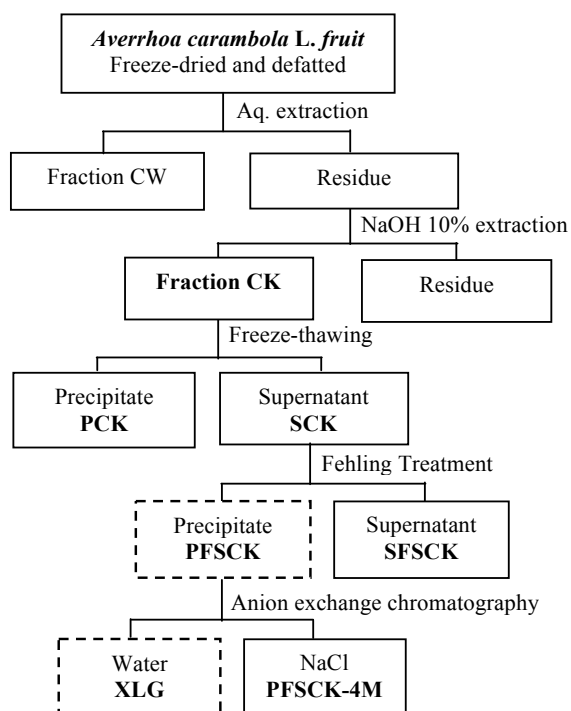 Averrhoa carambola L. fruit
Freeze-dried and defatted
Aq. extraction
Fraction CW
Residue
NaOH 10% extraction
Fraction CK
Residue
Freeze-thawing
Precipitate
PCK
Supernatant
SCK
Fehling Treatment
Precipitate
PFSCK
Supernatant
SFSCK
Anion exchange chromatography
Water
XLG
NaCl
PFSCK-4M